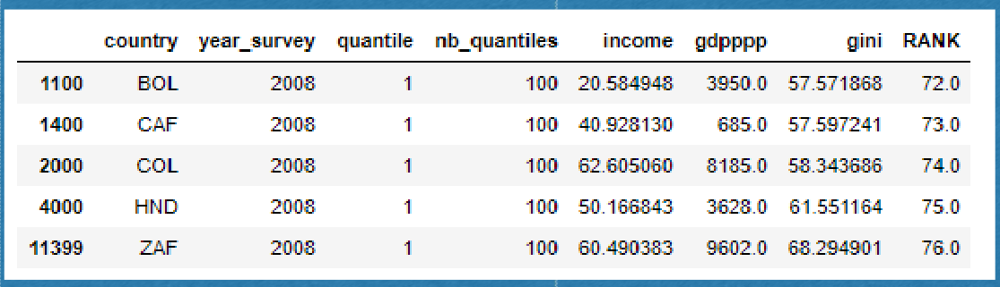 country year_survey quantile nb_quantiles income gdpppp gini RANK
1100 BOL 2008 1 100 20.584948 3950.0 57.571868 72.0
1400 CAF 2008 1 100 40.928130 685.0 57.597241 73.0
2000 COL 2008 1 100 62.605060 8185.0 58.343686 74.0
4000 HND 2008 1 100 50.166843 3628.0 61.551164 75.0
11399 ZAF 2008 1 100 60.490383 9602.0 68.294901 76.0